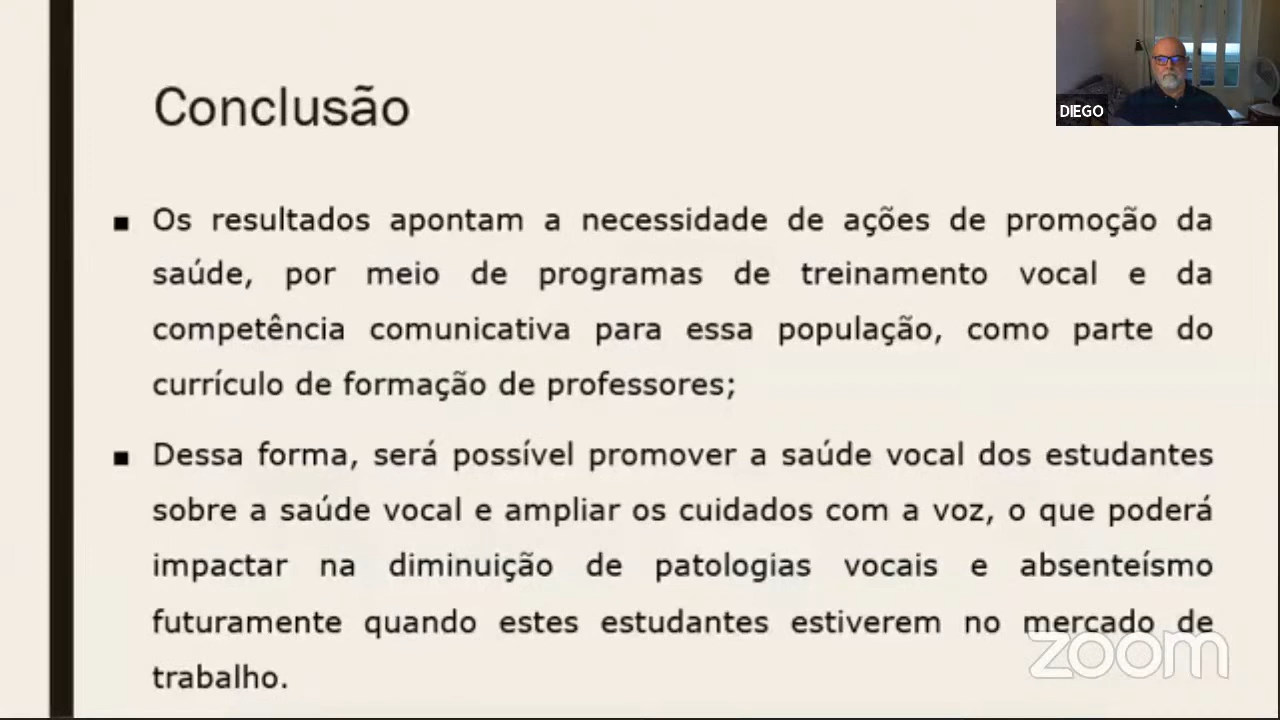 Conclusão
DIEGO
■ Os resultados apontam a necessidade de ações de promoção da
saúde, por meio de programas de treinamento vocal e da
competência comunicativa para essa população, como parte do
currículo de formação de professores;
■ Dessa forma, será possível promover a saúde vocal dos estudantes
sobre a saúde vocal e ampliar os cuidados com a voz, o que poderá
impactar na diminuição de patologias vocais e absenteísmo
futuramente quando estes estudantes estiverem no mercado de
trabalho.
zoom